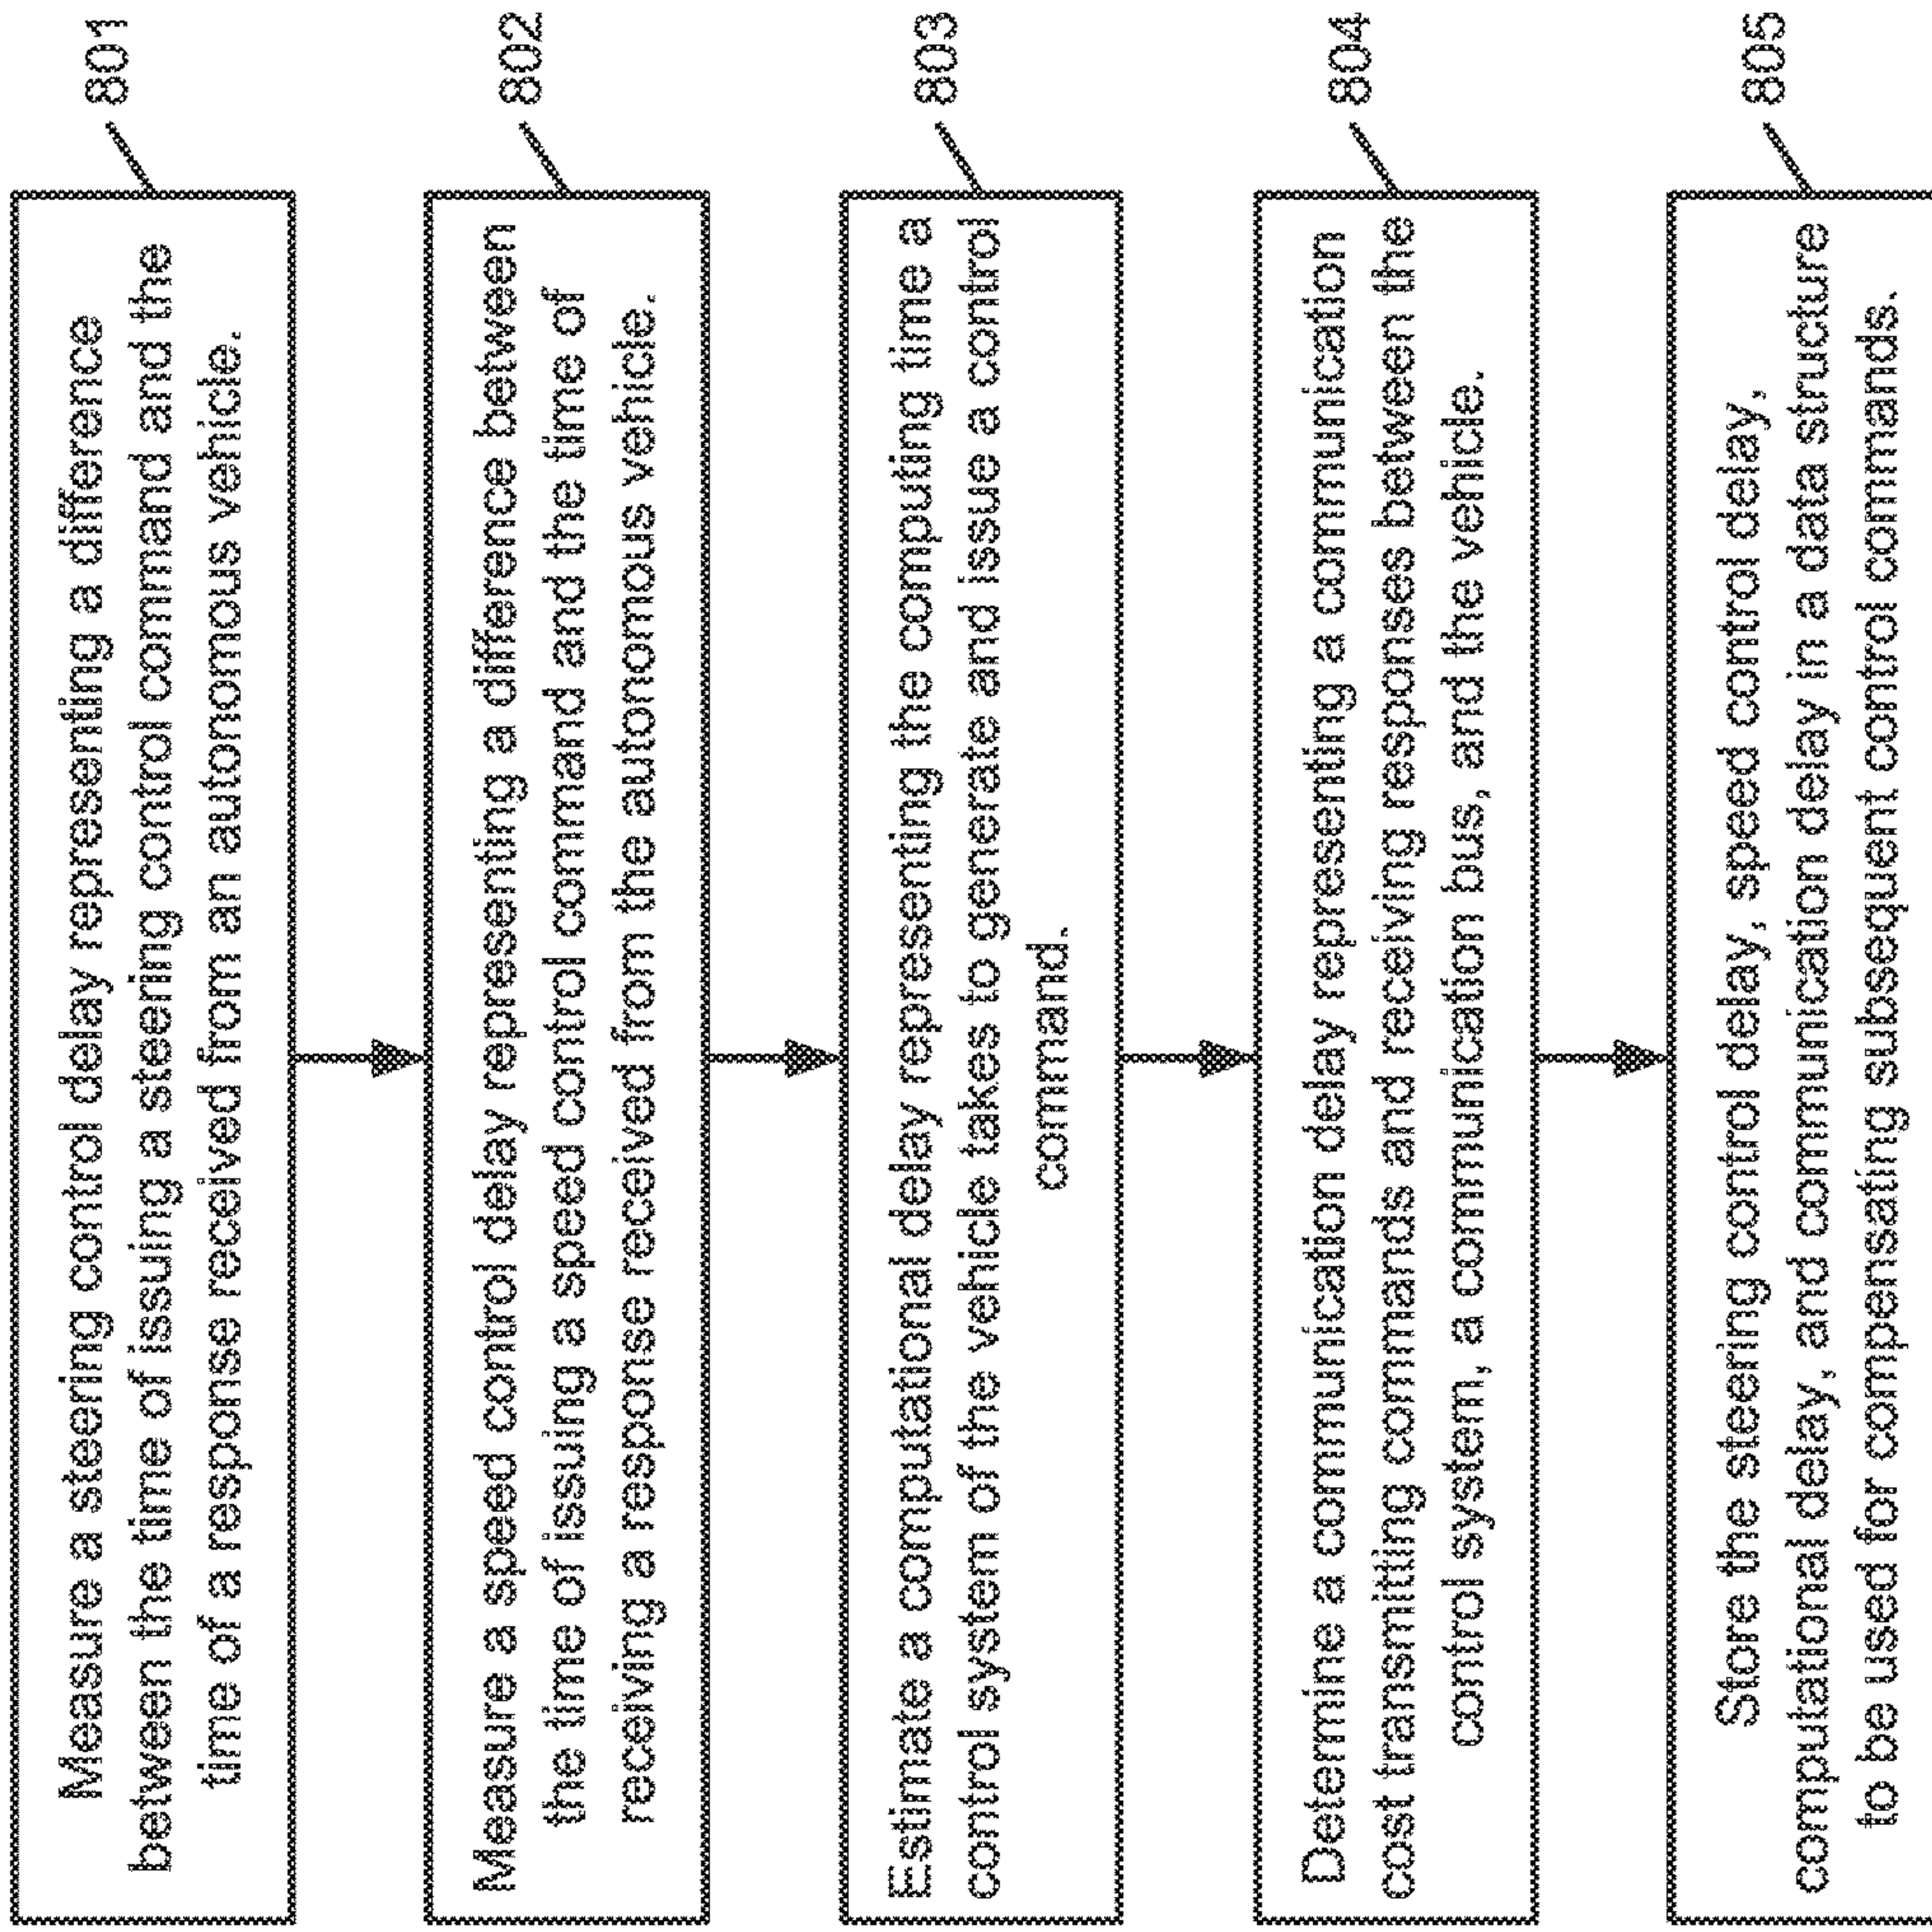 Measure a steering control delay representing a difference
between the time of issuing a steering control command and the
time of a response received from an autonomous vehicle.
801
Measure a speed control delay representing a difference between
the time of issuing a speed control command and the time of
receiving a response received from the autonomous vehicle.
802
Estimate a computational delay representing the computing time a
control system of the vehicle takes to generate and issue a control
command.
803
Determine a communication delay representing a communication
cost transmitting commands and receiving responses between the
control system, a communication bus, and the vehicle.
804
Store the steering control delay, speed control delay,
computational delay, and communication delay in a data structure
to be used for compensating subsequent control commands.
805